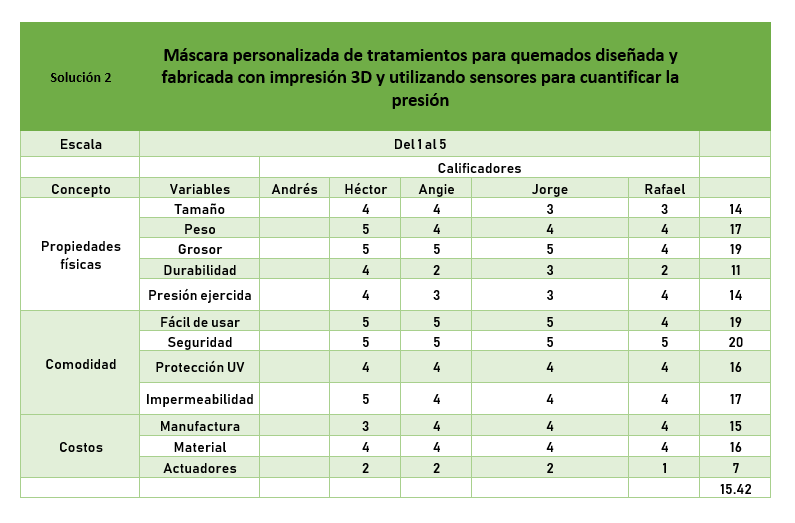 Solución 2
Máscara personalizada de tratamientos para quemados diseñada y
fabricada con impresión 3D y utilizando sensores para cuantificar la
presión
Escala Del 1 al 5
Calificadores
Concepto Variables Andrés Héctor Angie Jorge Rafael
Propiedades
físicas
Tamaño 4 4 3 3 14
Peso 5 4 4 4 17
Grosor 5 5 5 4 19
Durabilidad 4 2 3 2 11
Presión ejercida 4 3 3 4 14
Comodidad
Fácil de usar 5 5 5 4 19
Seguridad 5 5 5 5 20
Protección UV 4 4 4 4 16
Impermeabilidad 5 4 4 4 17
Costos
Manufactura 3 4 4 4 15
Material 4 4 4 4 16
Actuadores 2 2 2 1 7
15.42